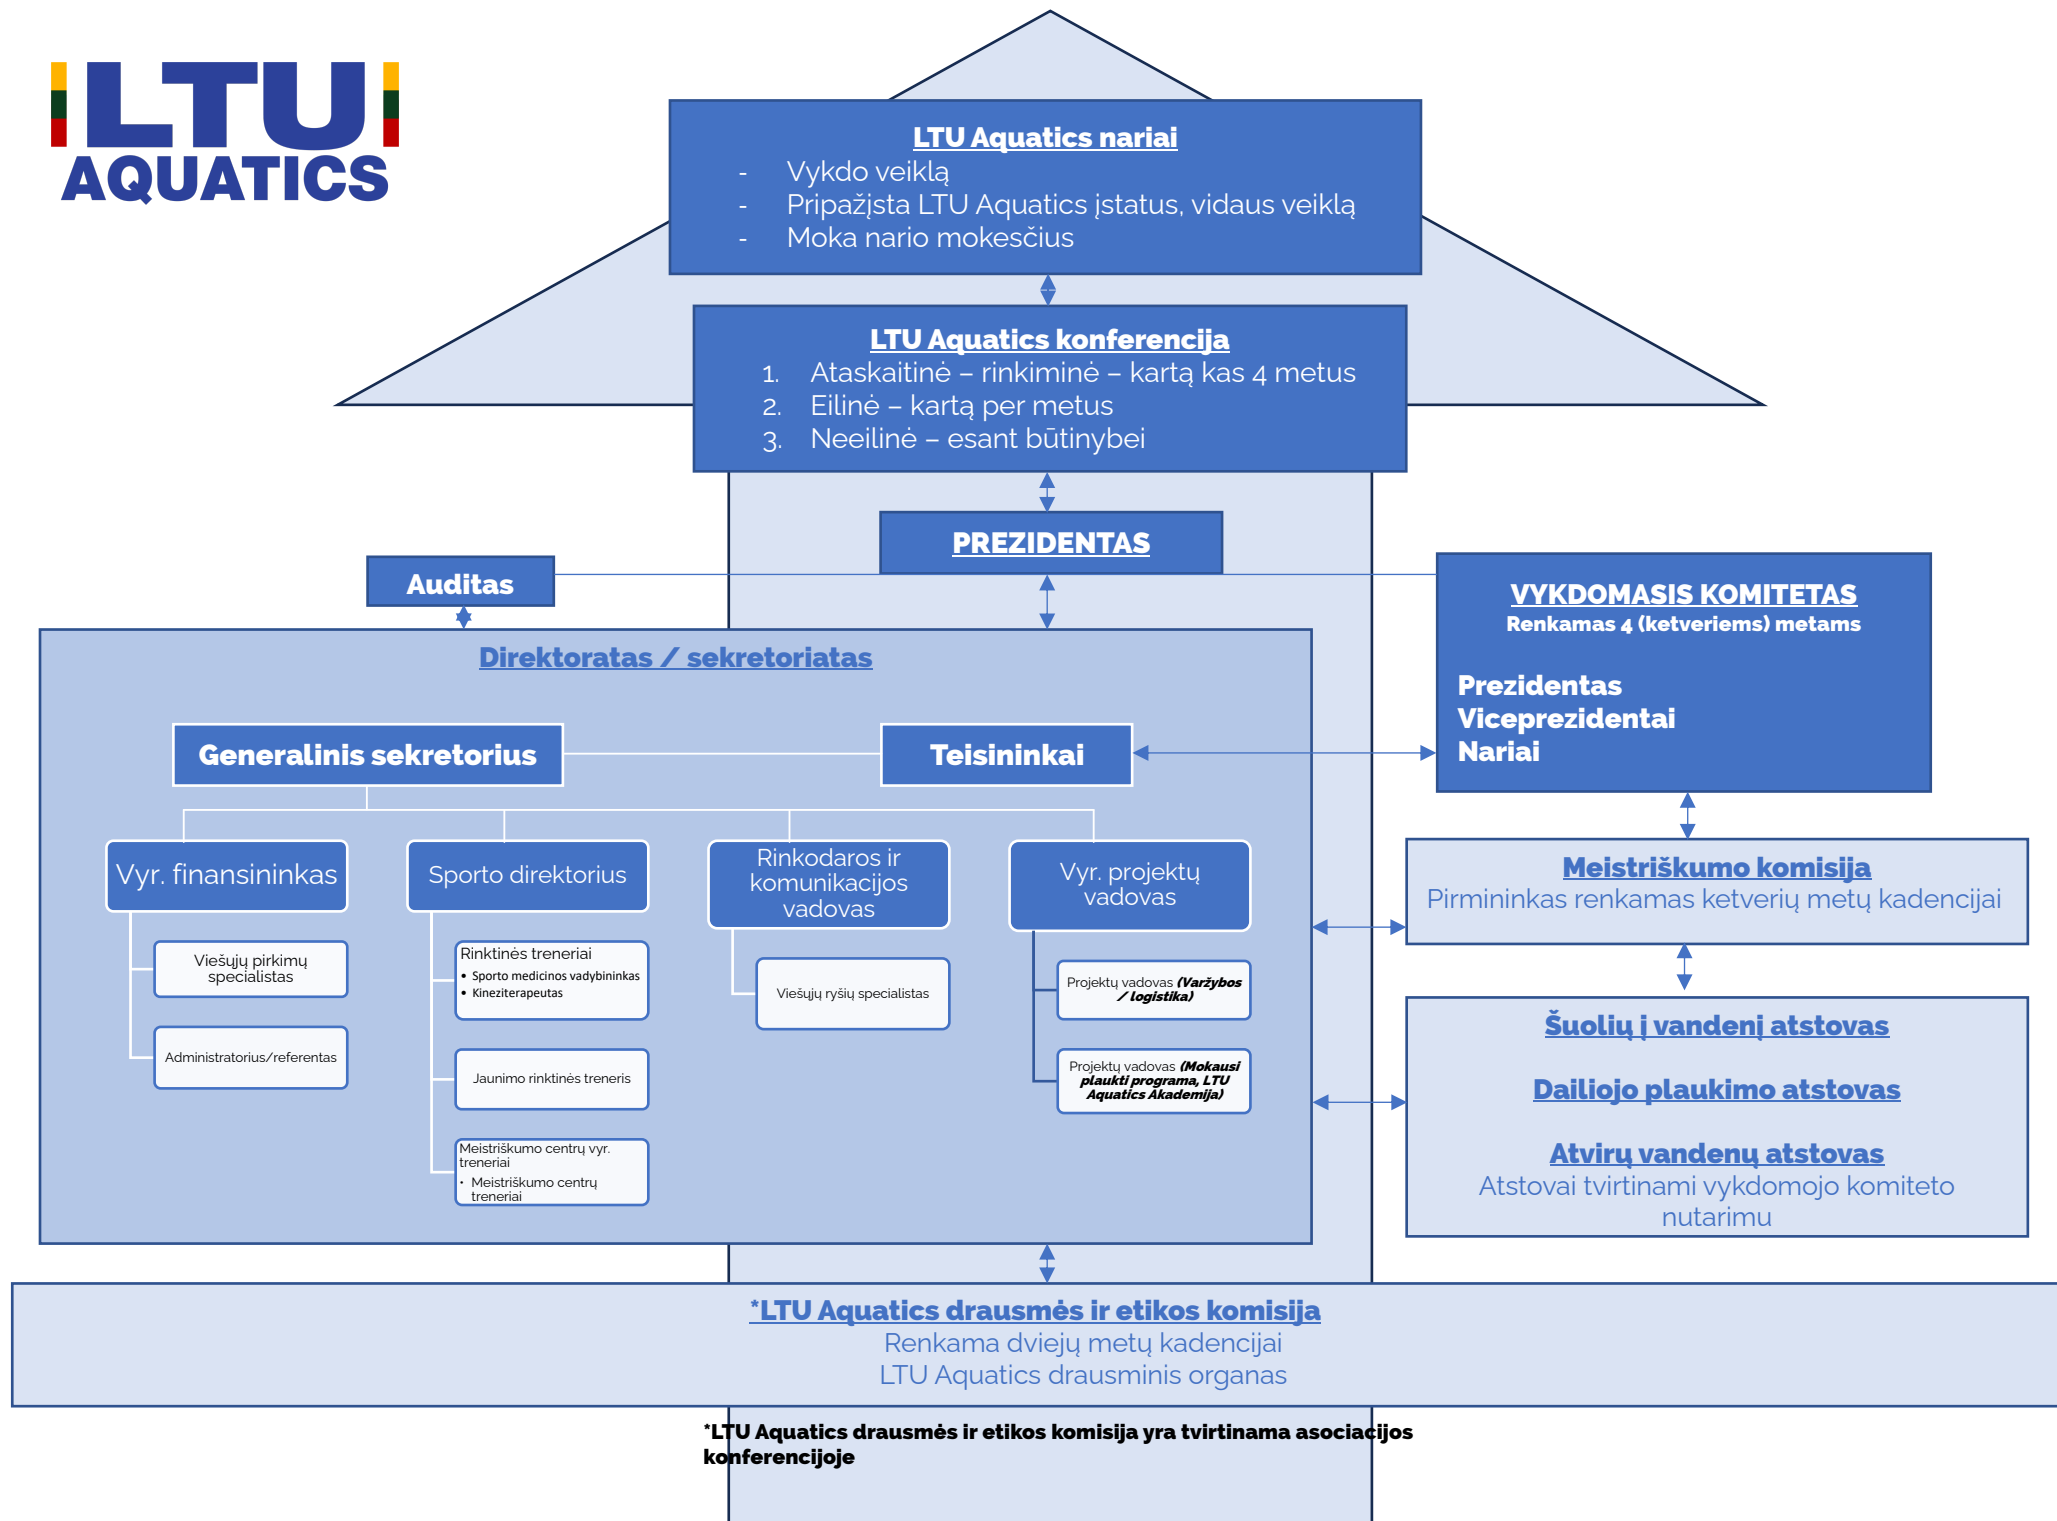 LTU
AQUATICS
LTU Aquatics nariai
- Vykdo veiklą
- Pripažįsta LTU Aquatics įstatus, vidaus veiklą
- Moka nario mokesčius
LTU Aquatics konferencija
1. Ataskaitinė – rinkiminė – kartą kas 4 metus
2. Eilinė – kartą per metus
3. Neeilinė – esant būtinybei
PREZIDENTAS
Auditas
VYKDOMASIS KOMITETAS
Renkamas 4 (ketveriems) metams
Prezidentas
Viceprezidentai
Nariai
Direktoratas / sekretoriatas
Generalinis sekretorius
Teisininkai
Vyr. finansininkas
Viešųjų pirkimų
specialistas
Administratorius/referentas
Sporto direktorius
Rinktinės treneriai
• Sporto medicinos vadybininkas
• Kineziterapeutas
Jaunimo rinktinės treneris
Meistriškumo centrų vyr.
treneriai
• Meistriškumo centrų
treneriai
Rinkodaros ir
komunikacijos
vadovas
Viešųjų ryšių specialistas
Vyr. projektų
vadovas
Projektų vadovas (Varžybos
/ logistika)
Projektų vadovas (Mokausi
plaukti programa, LTU
Aquatics Akademija)
Meistriškumo komisija
Pirmininkas renkamas ketverių metų kadencijai
Šuolių į vandenį atstovas
Dailiojo plaukimo atstovas
Atvirų vandenų atstovas
Atstovai tvirtinami vykdomojo komiteto
nutarimu
*LTU Aquatics drausmės ir etikos komisija
Renkama dviejų metų kadencijai
LTU Aquatics drausminis organas
*LTU Aquatics drausmės ir etikos komisija yra tvirtinama asociacijos
konferencijoje